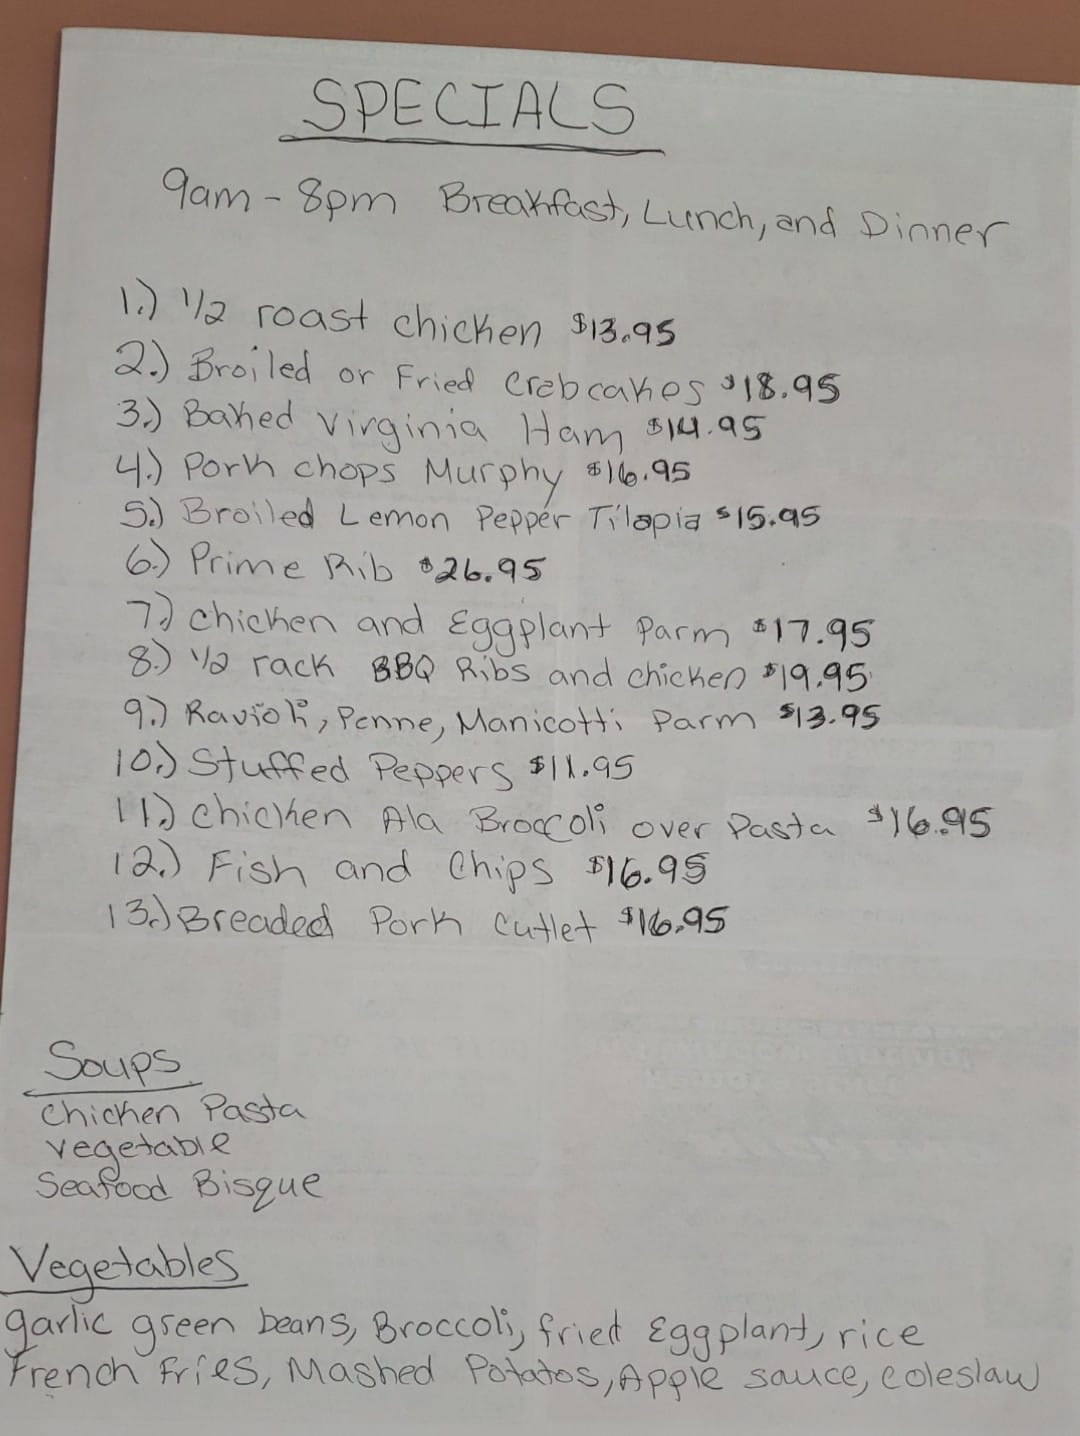 SPECIALS
9am - 8pm Breakfast, Lunch, and Dinner
1.) 1/2 roast chicken $13.95
2.) Broiled or Fried Crabcakes $18.95
3.) Baked Virginia Ham $14.95
4.) Pork chops Murphy $16.95
5.) Broiled Lemon Pepper Tilapia $15.95
6.) Prime Rib $26.95
7.) chicken and Eggplant Parm $17.95
8.) 1/2 rack BBQ Ribs and chicken $19.95
9.) Ravioli, Penne, Manicotti Parm $13.95
10.) Stuffed Peppers $11.95
11.) chicken Ala Broccoli over Pasta $16.95
12.) Fish and Chips $16.95
13.) Breaded Pork Cutlet $16.95
Soups
Chicken Pasta
vegetable
Seafood Bisque
Vegetables
garlic green beans, Broccoli, fried Eggplant, rice
French Fries, Mashed Potatos, Apple sauce, coleslaw